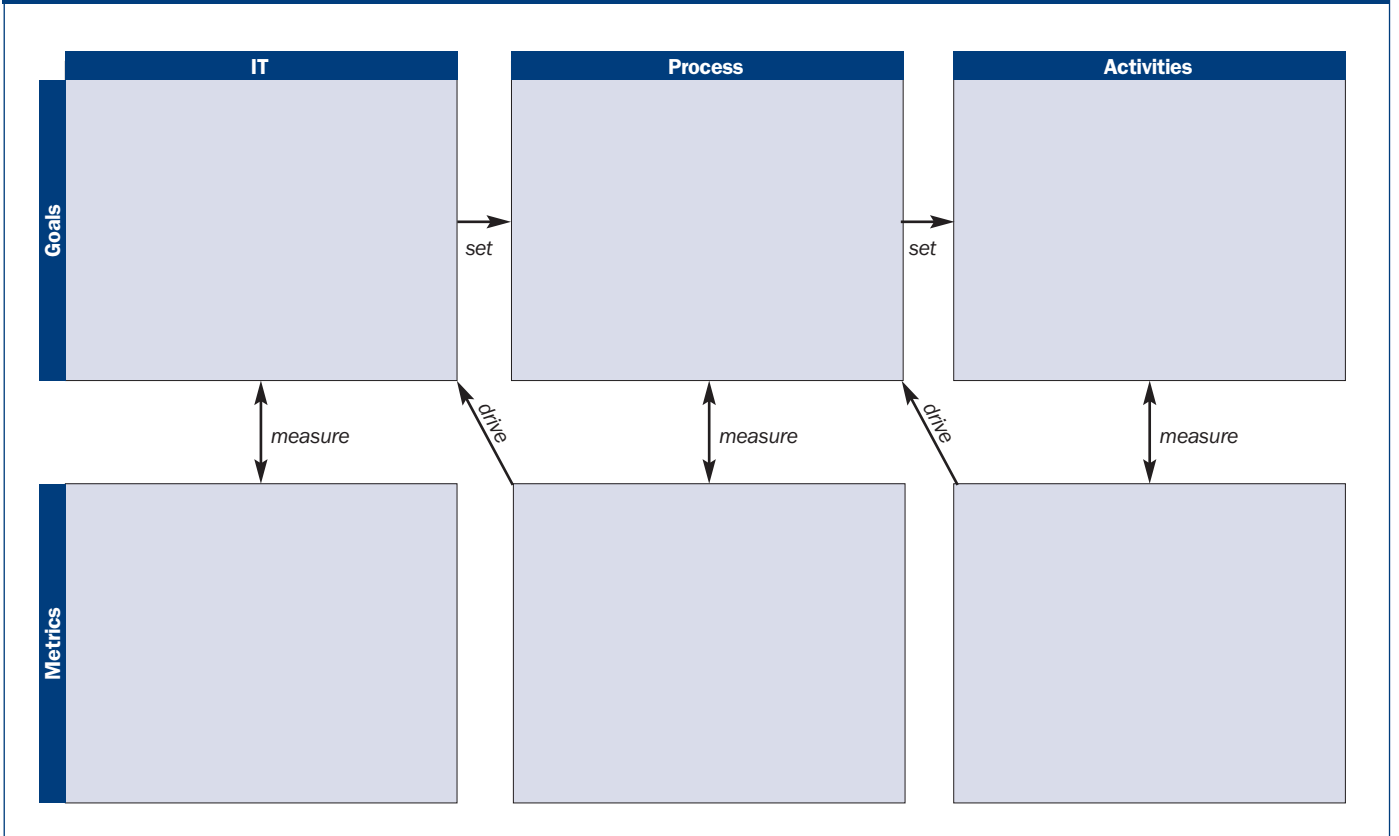 IT
Process
Activities
Goals
set
set
measure
drive
measure
drive
measure
Metrics